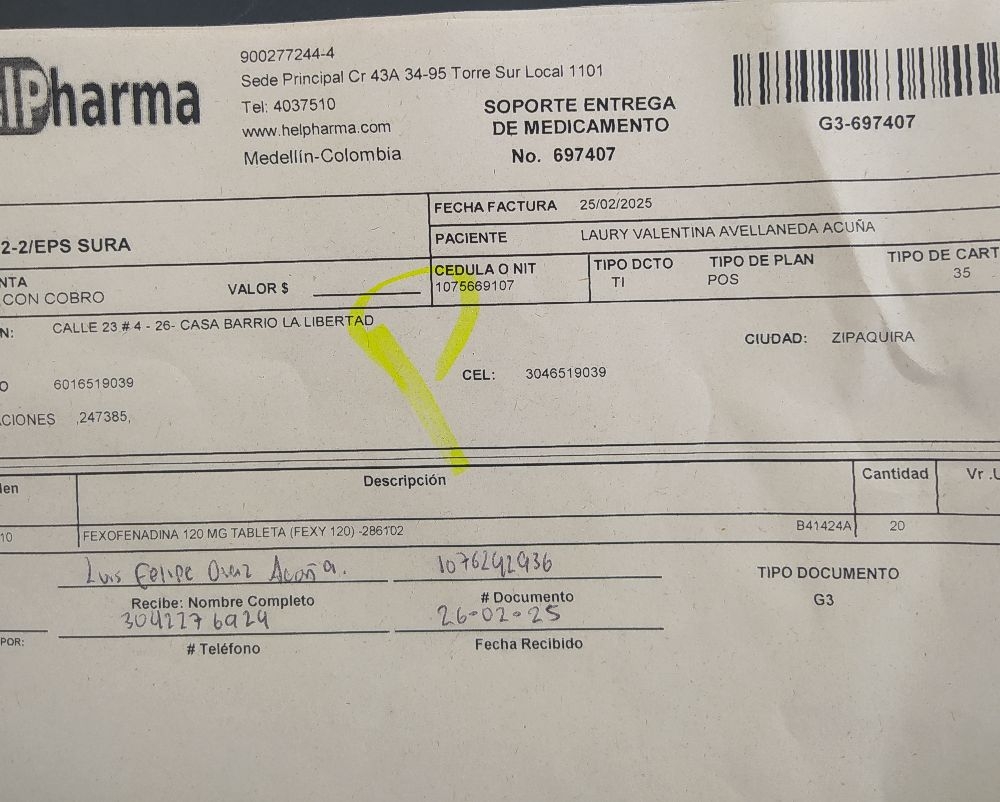 elPharma
900277244-4
Sede Principal Cr 43A 34-95 Torre Sur Local 1101
Tel: 4037510
www.helpharma.com
Medellín-Colombia
SOPORTE ENTREGA
DE MEDICAMENTO
No. 697407
G3-697407
2-2/EPS SURA
FECHA FACTURA 25/02/2025
PACIENTE LAURY VALENTINA AVELLANEDA ACUÑA
NTA
CON COBRO
VALOR $
CEDULA O NIT
1075669107
TIPO DCTO
TI
TIPO DE PLAN
POS
TIPO DE CART
35
N: CALLE 23 # 4 - 26- CASA BARRIO LA LIBERTAD
CIUDAD: ZIPAQUIRA
O 6016519039
CEL: 3046519039
CIONES ,247385,
den Descripción Cantidad Vr .U
10 FEXOFENADINA 120 MG TABLETA (FEXY 120) -286102 B41424A 20
Luis Felipe Acuña. 1076292936
Recibe: Nombre Completo # Documento
3042276929 26-02-25
POR: # Teléfono Fecha Recibido
TIPO DOCUMENTO
G3